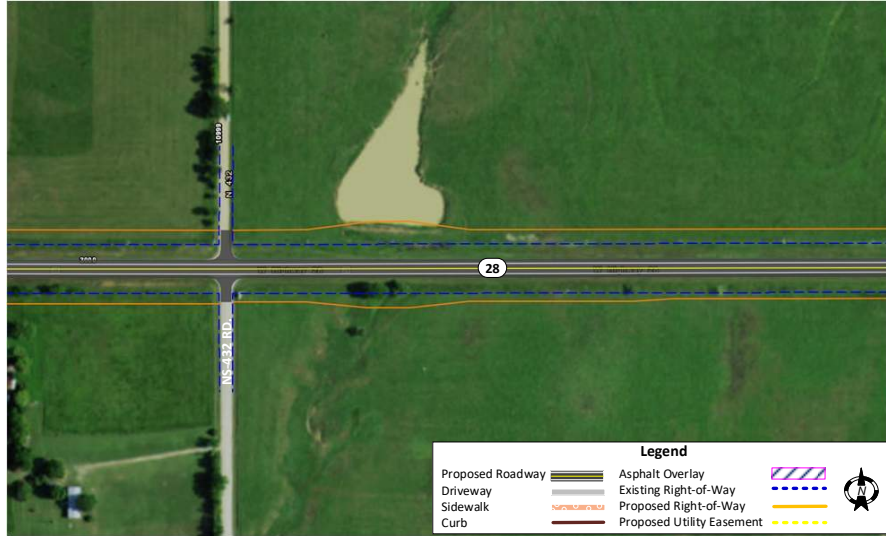 10999
N 432
28
NS 432 RD.
Legend
Proposed Roadway
Asphalt Overlay
Driveway
Existing Right-of-Way
Sidewalk
Proposed Right-of-Way
Curb
Proposed Utility Easement
N